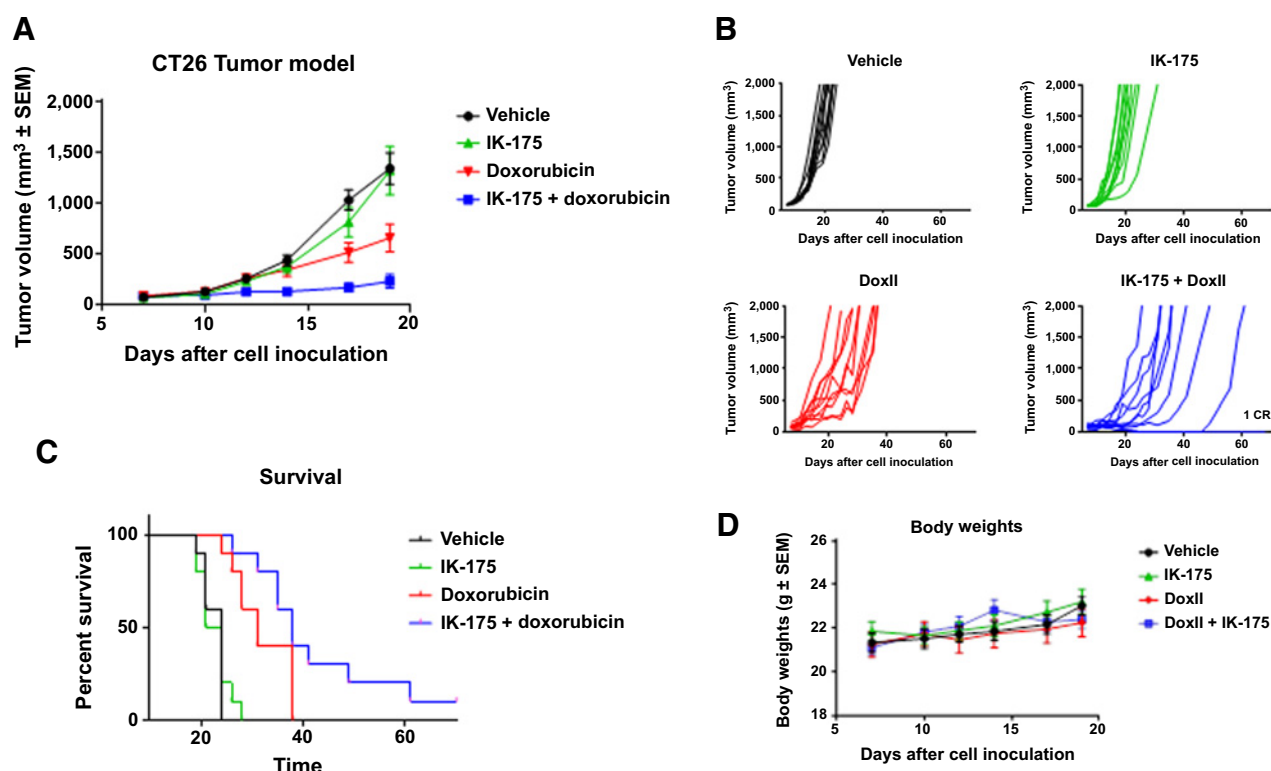 A
CT26 Tumor model
Tumor volume (mm³ ± SEM)
2,000
1,500
1,000
500
0
5 10 15 20
Days after cell inoculation
Vehicle
IK-175
Doxorubicin
IK-175 + doxorubicin
B
Vehicle
Tumor volume (mm³)
2,000
1,500
1,000
500
0
20 40 60
Days after cell inoculation
IK-175
Tumor volume (mm³)
2,000
1,500
1,000
500
0
20 40 60
Days after cell inoculation
DoxII
Tumor volume (mm³)
2,000
1,500
1,000
500
0
20 40 60
Days after cell inoculation
IK-175 + DoxII
Tumor volume (mm³)
2,000
1,500
1,000
500
0
1 CR
20 40 60
Days after cell inoculation
C
Survival
Percent survival
100
50
0
20 40 60
Time
Vehicle
IK-175
Doxorubicin
IK-175 + doxorubicin
D
Body weights
Body weights (g ± SEM)
26
24
22
20
18
5 10 15 20
Days after cell inoculation
Vehicle
IK-175
DoxII
DoxII + IK-175